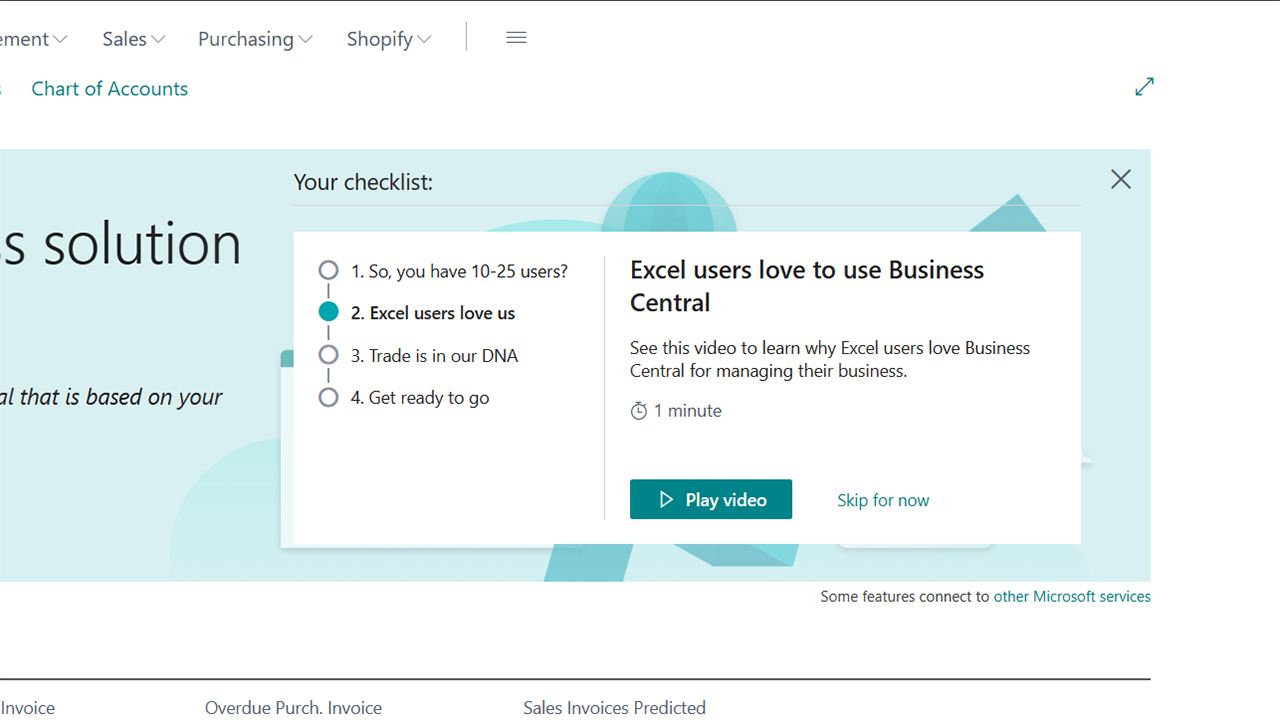 ement Sales Purchasing Shopify
s Chart of Accounts
Your checklist:
ss solution
1. So, you have 10-25 users?
2. Excel users love us
3. Trade is in our DNA
4. Get ready to go
al that is based on your
Excel users love to use Business
Central
See this video to learn why Excel users love Business
Central for managing their business.
1 minute
Play video Skip for now
Some features connect to other Microsoft services
Invoice Overdue Purch. Invoice Sales Invoices Predicted